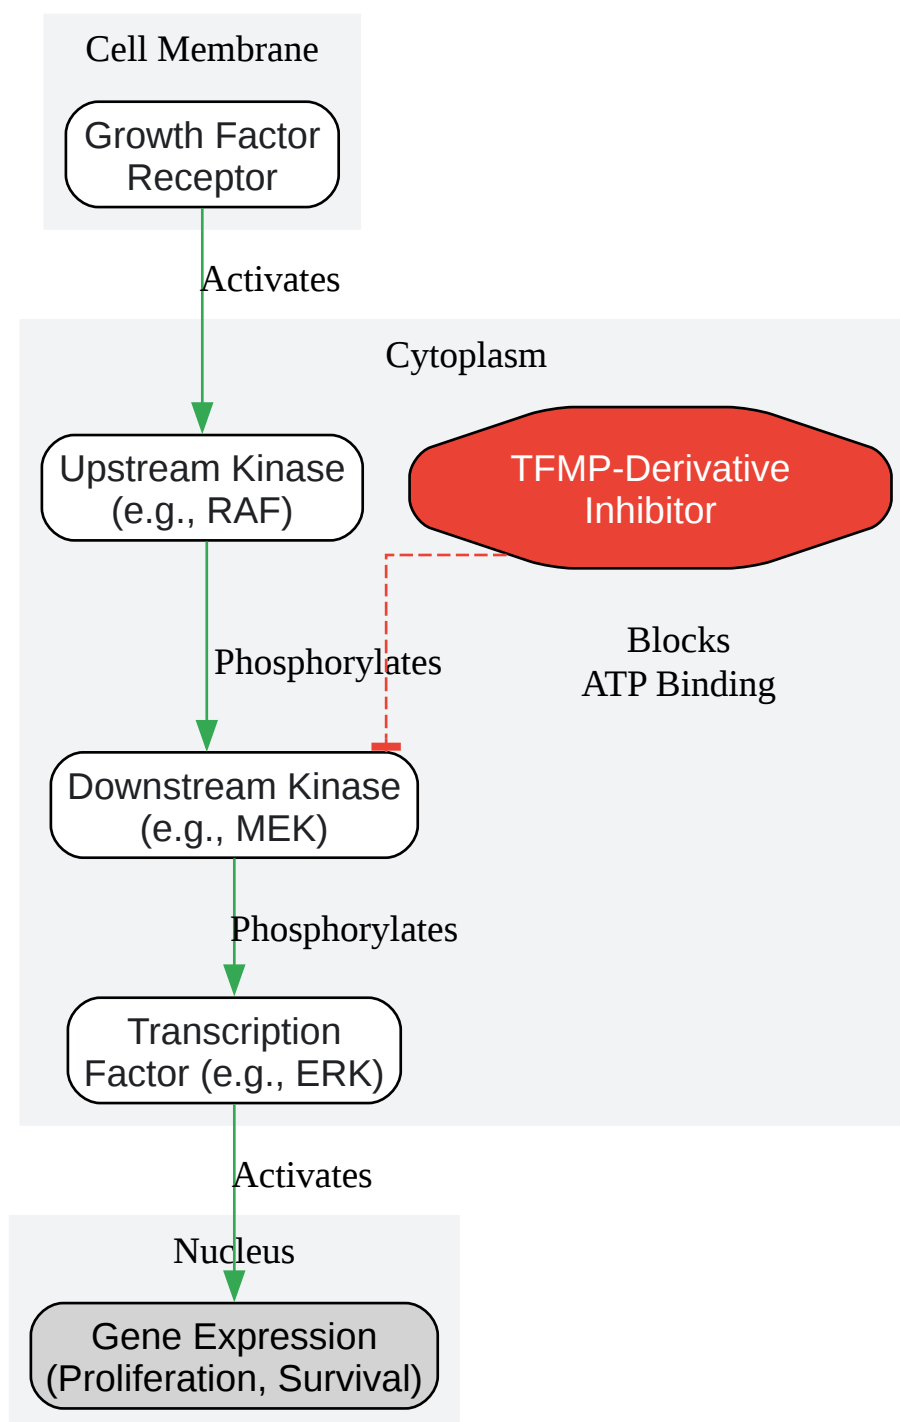 Cell Membrane
Growth Factor
Receptor
Activates
Cytoplasm
Upstream Kinase
(e.g., RAF)
TFMP-Derivative
Inhibitor
Blocks
ATP Binding
Phosphorylates
Downstream Kinase
(e.g., MEK)
Phosphorylates
Transcription
Factor (e.g., ERK)
Activates
Nucleus
Gene Expression
(Proliferation, Survival)